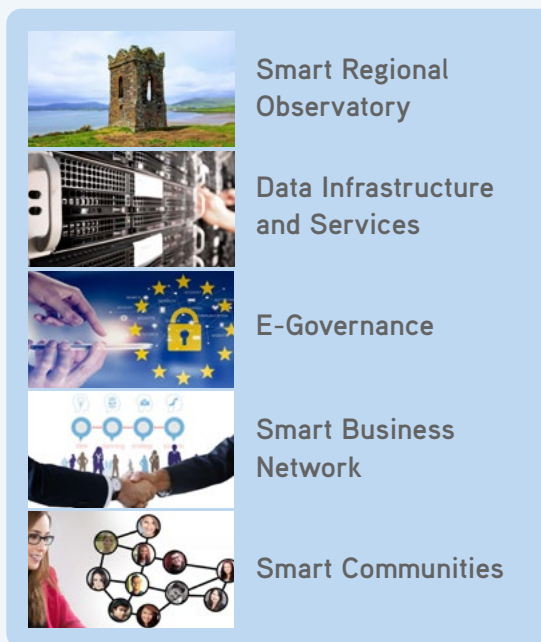 Smart Regional
Observatory
Data Infrastructure
and Services
E-Governance
Smart Business
Network
Smart Communities